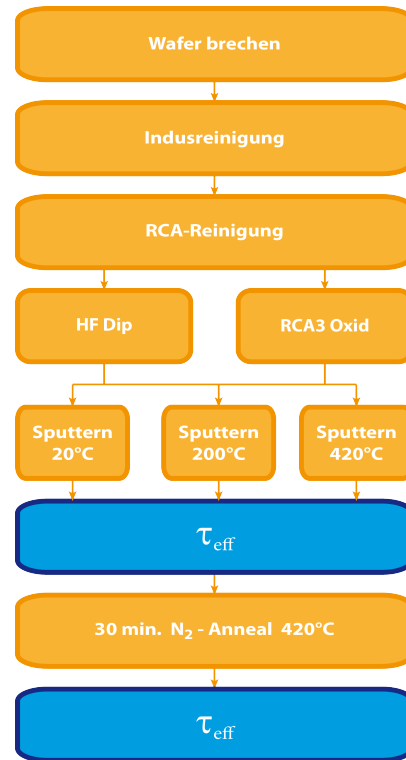 Wafer brechen
Indusreinigung
RCA-Reinigung
HF Dip
RCA3 Oxid
Sputtern
20°C
Sputtern
200°C
Sputtern
420°C
τeff
30 min. N2 - Anneal 420°C
τeff